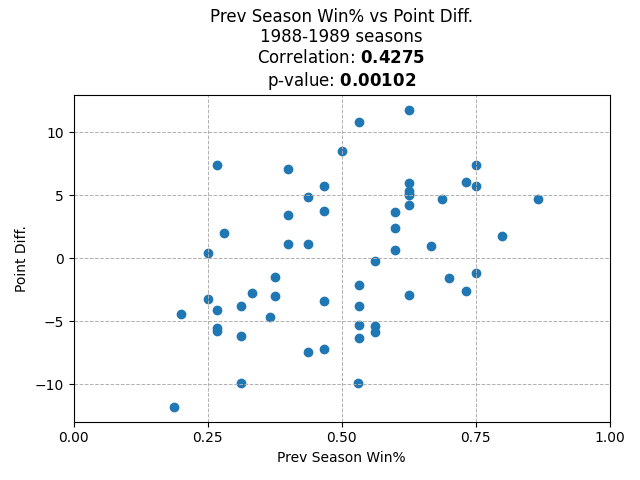 Prev Season Win% vs Point Diff.
1988-1989 seasons
Correlation: 0.4275
p-value: 0.00102
10
5
0
−5
−10
Point Diff.
0.00 0.25 0.50 0.75 1.00
Prev Season Win%